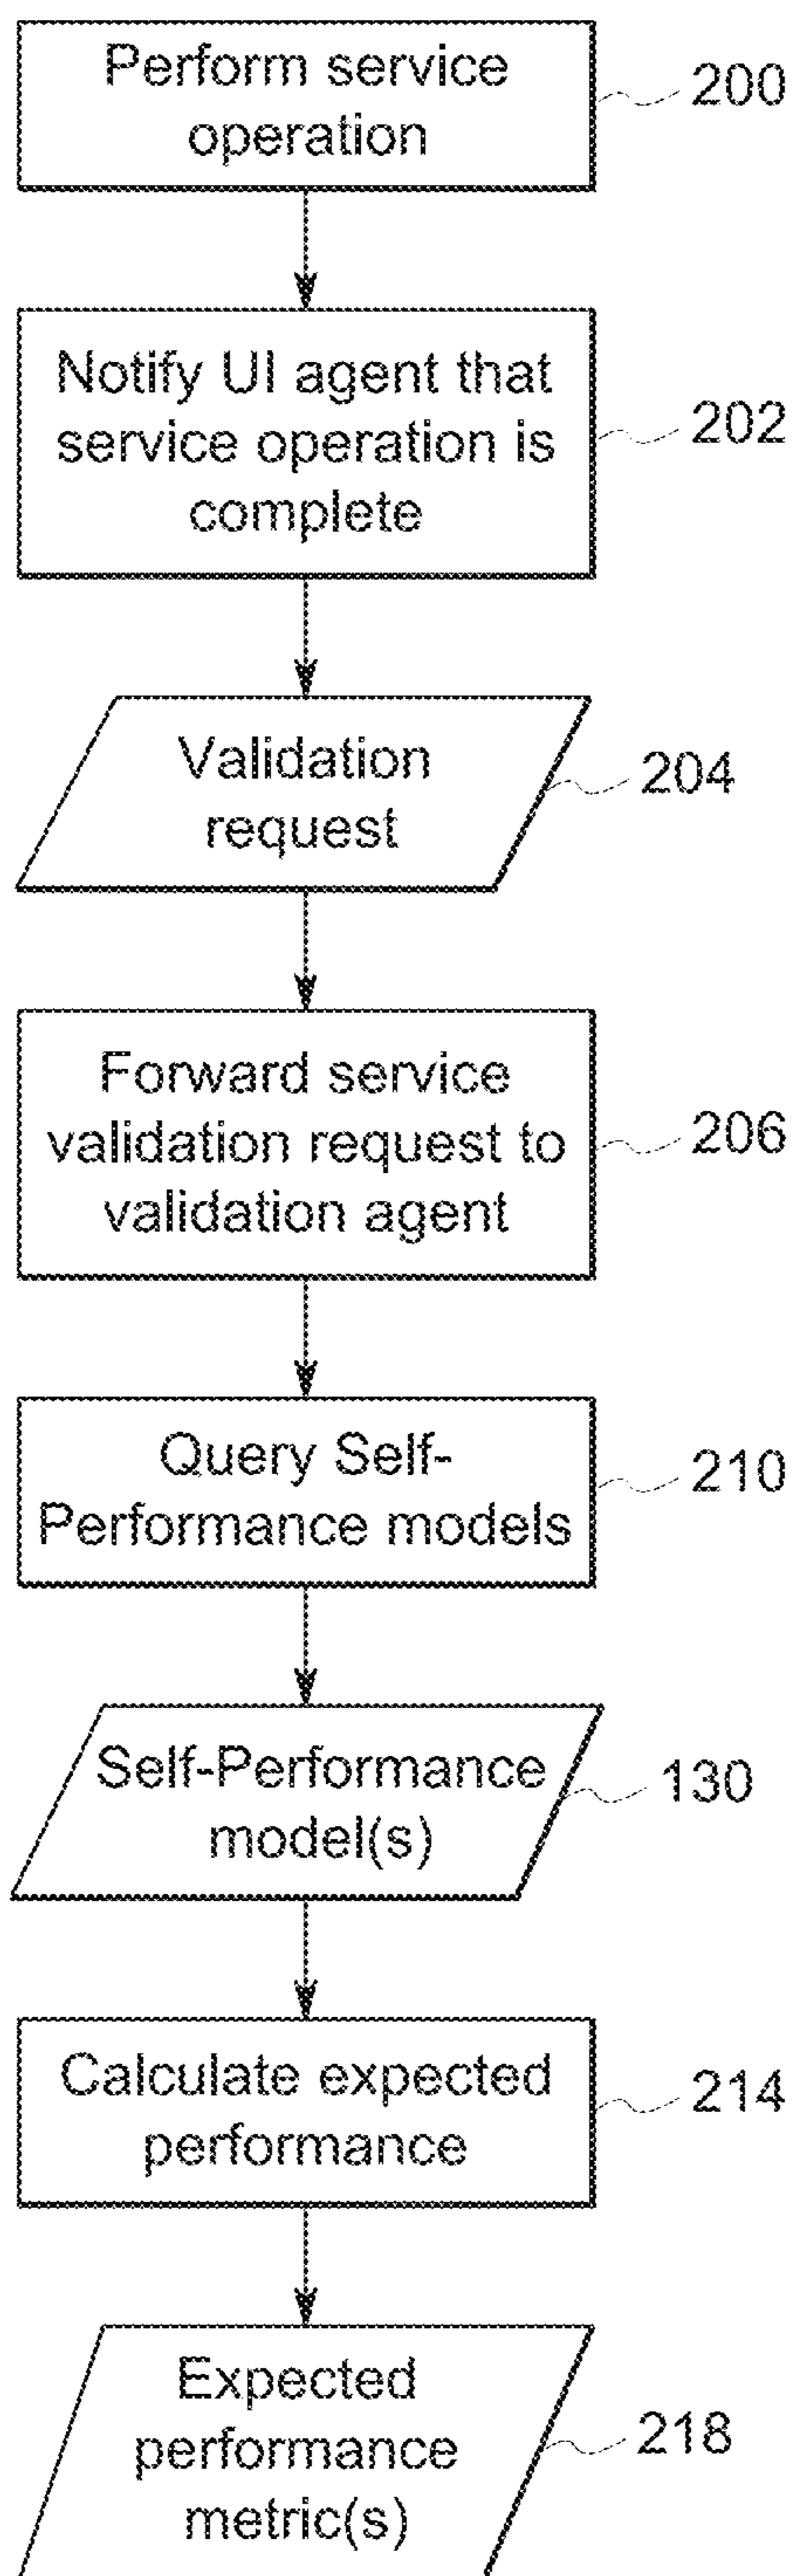 Perform service
operation
200
Notify UI agent that
service operation is
complete
202
Validation
request
204
Forward service
validation request to
validation agent
206
Query Self-
Performance models
210
Self-Performance
model(s)
130
Calculate expected
performance
214
Expected
performance
metric(s)
218